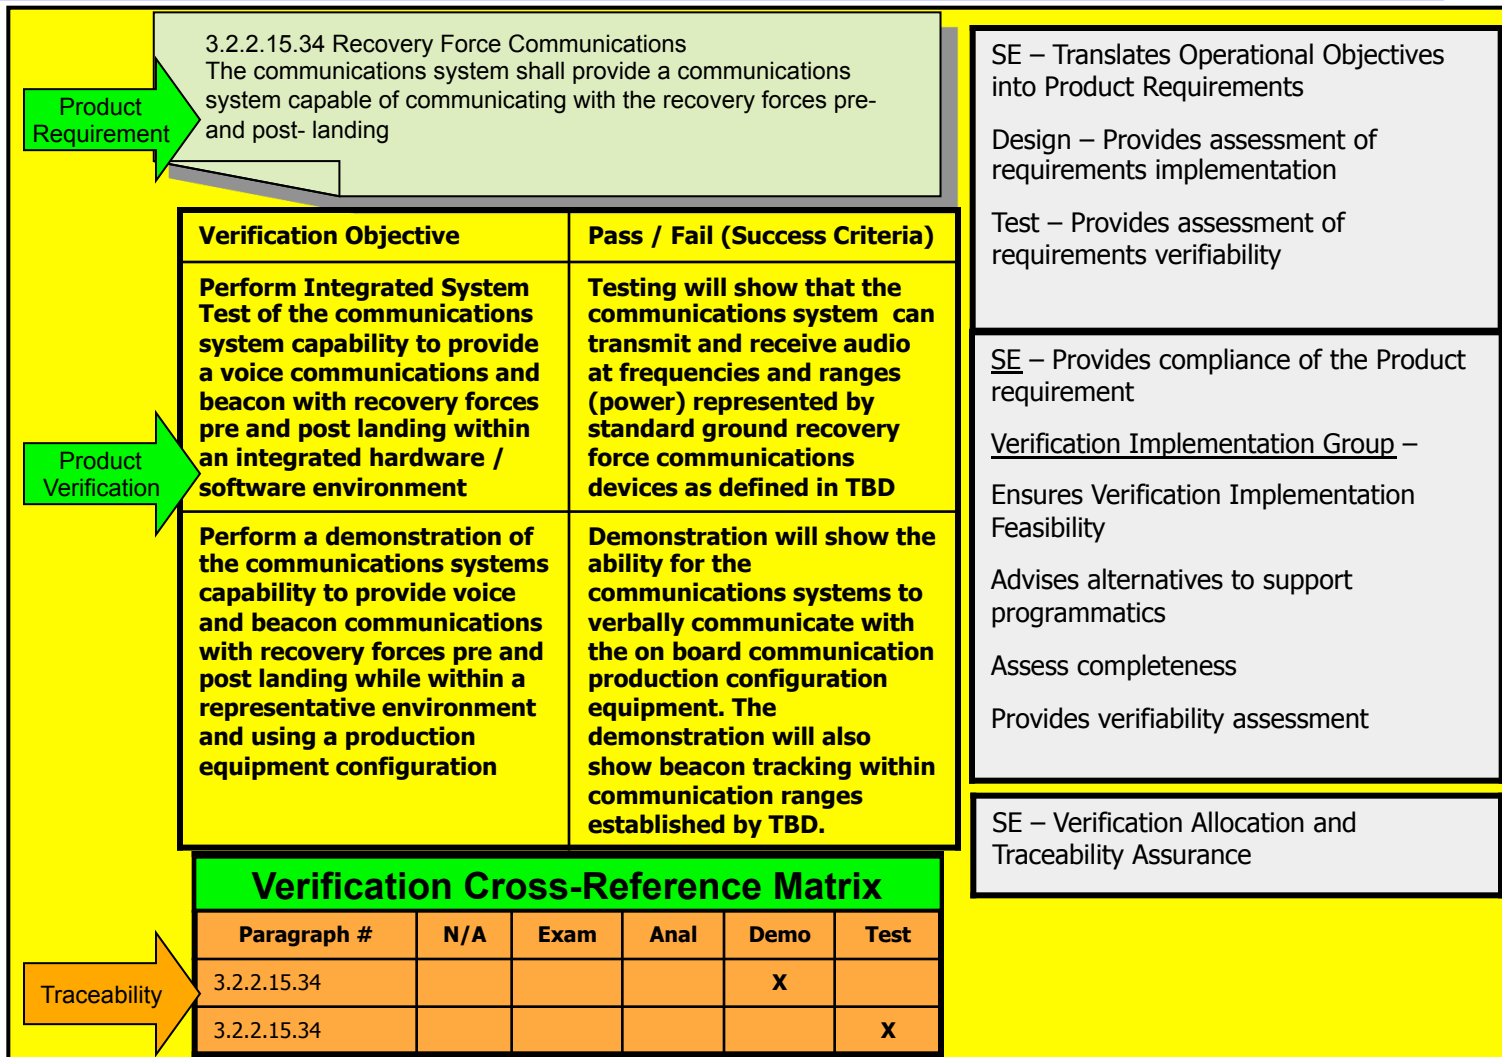 Product
Requirement
3.2.2.15.34 Recovery Force Communications
The communications system shall provide a communications
system capable of communicating with the recovery forces pre-
and post- landing
SE – Translates Operational Objectives
into Product Requirements
Design – Provides assessment of
requirements implementation
Test – Provides assessment of
requirements verifiability
Product
Verification
Verification Objective
Pass / Fail (Success Criteria)
Perform Integrated System
Test of the communications
system capability to provide
a voice communications and
beacon with recovery forces
pre and post landing within
an integrated hardware /
software environment
Testing will show that the
communications system can
transmit and receive audio
at frequencies and ranges
(power) represented by
standard ground recovery
force communications
devices as defined in TBD
Perform a demonstration of
the communications systems
capability to provide voice
and beacon communications
with recovery forces pre and
post landing while within a
representative environment
and using a production
equipment configuration
Demonstration will show the
ability for the
communications systems to
verbally communicate with
the on board communication
production configuration
equipment. The
demonstration will also
show beacon tracking within
communication ranges
established by TBD.
SE – Provides compliance of the Product
requirement
Verification Implementation Group –
Ensures Verification Implementation
Feasibility
Advises alternatives to support
programmatics
Assess completeness
Provides verifiability assessment
SE – Verification Allocation and
Traceability Assurance
Traceability
Verification Cross-Reference Matrix
Paragraph # N/A Exam Anal Demo Test
3.2.2.15.34 X
3.2.2.15.34 X